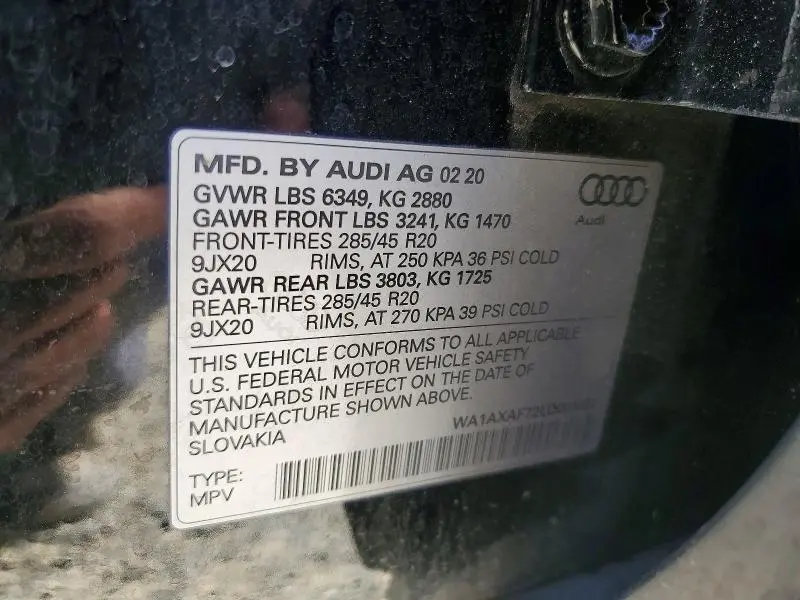 MFD. BY AUDI AG 02 20
GVWR LBS 6349, KG 2880
GAWR FRONT LBS 3241, KG 1470
FRONT-TIRES 285/45 R20
9JX20 RIMS, AT 250 KPA 36 PSI COLD
GAWR REAR LBS 3803, KG 1725
REAR-TIRES 285/45 R20
9JX20 RIMS, AT 270 KPA 39 PSI COLD
Audi
THIS VEHICLE CONFORMS TO ALL APPLICABLE
U.S. FEDERAL MOTOR VEHICLE SAFETY
STANDARDS IN EFFECT ON THE DATE OF
MANUFACTURE SHOWN ABOVE.
SLOVAKIA
TYPE:
MPV